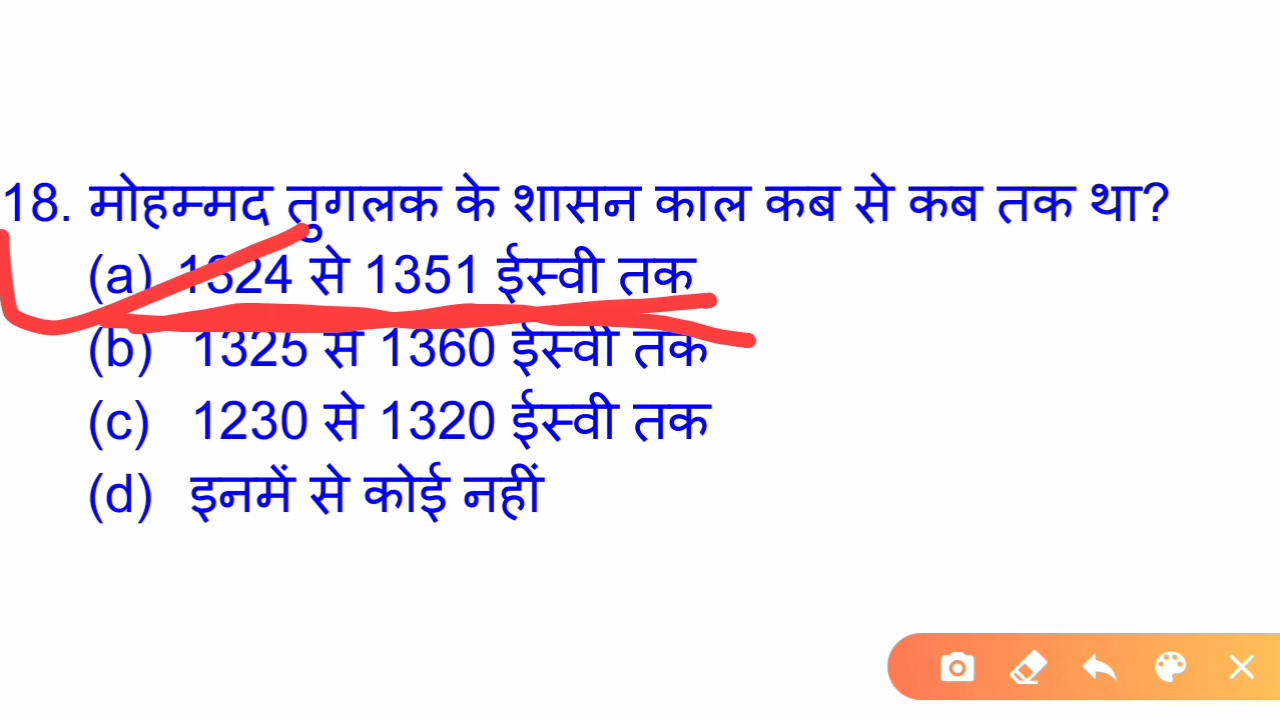 18. मोहम्मद तुगलक के शासन काल कब से कब तक था?
(a) 1324 से 1351 ईस्वी तक
(b) 1325 से 1360 ईस्वी तक
(c) 1230 से 1320 ईस्वी तक
(d) इनमें से कोई नहीं